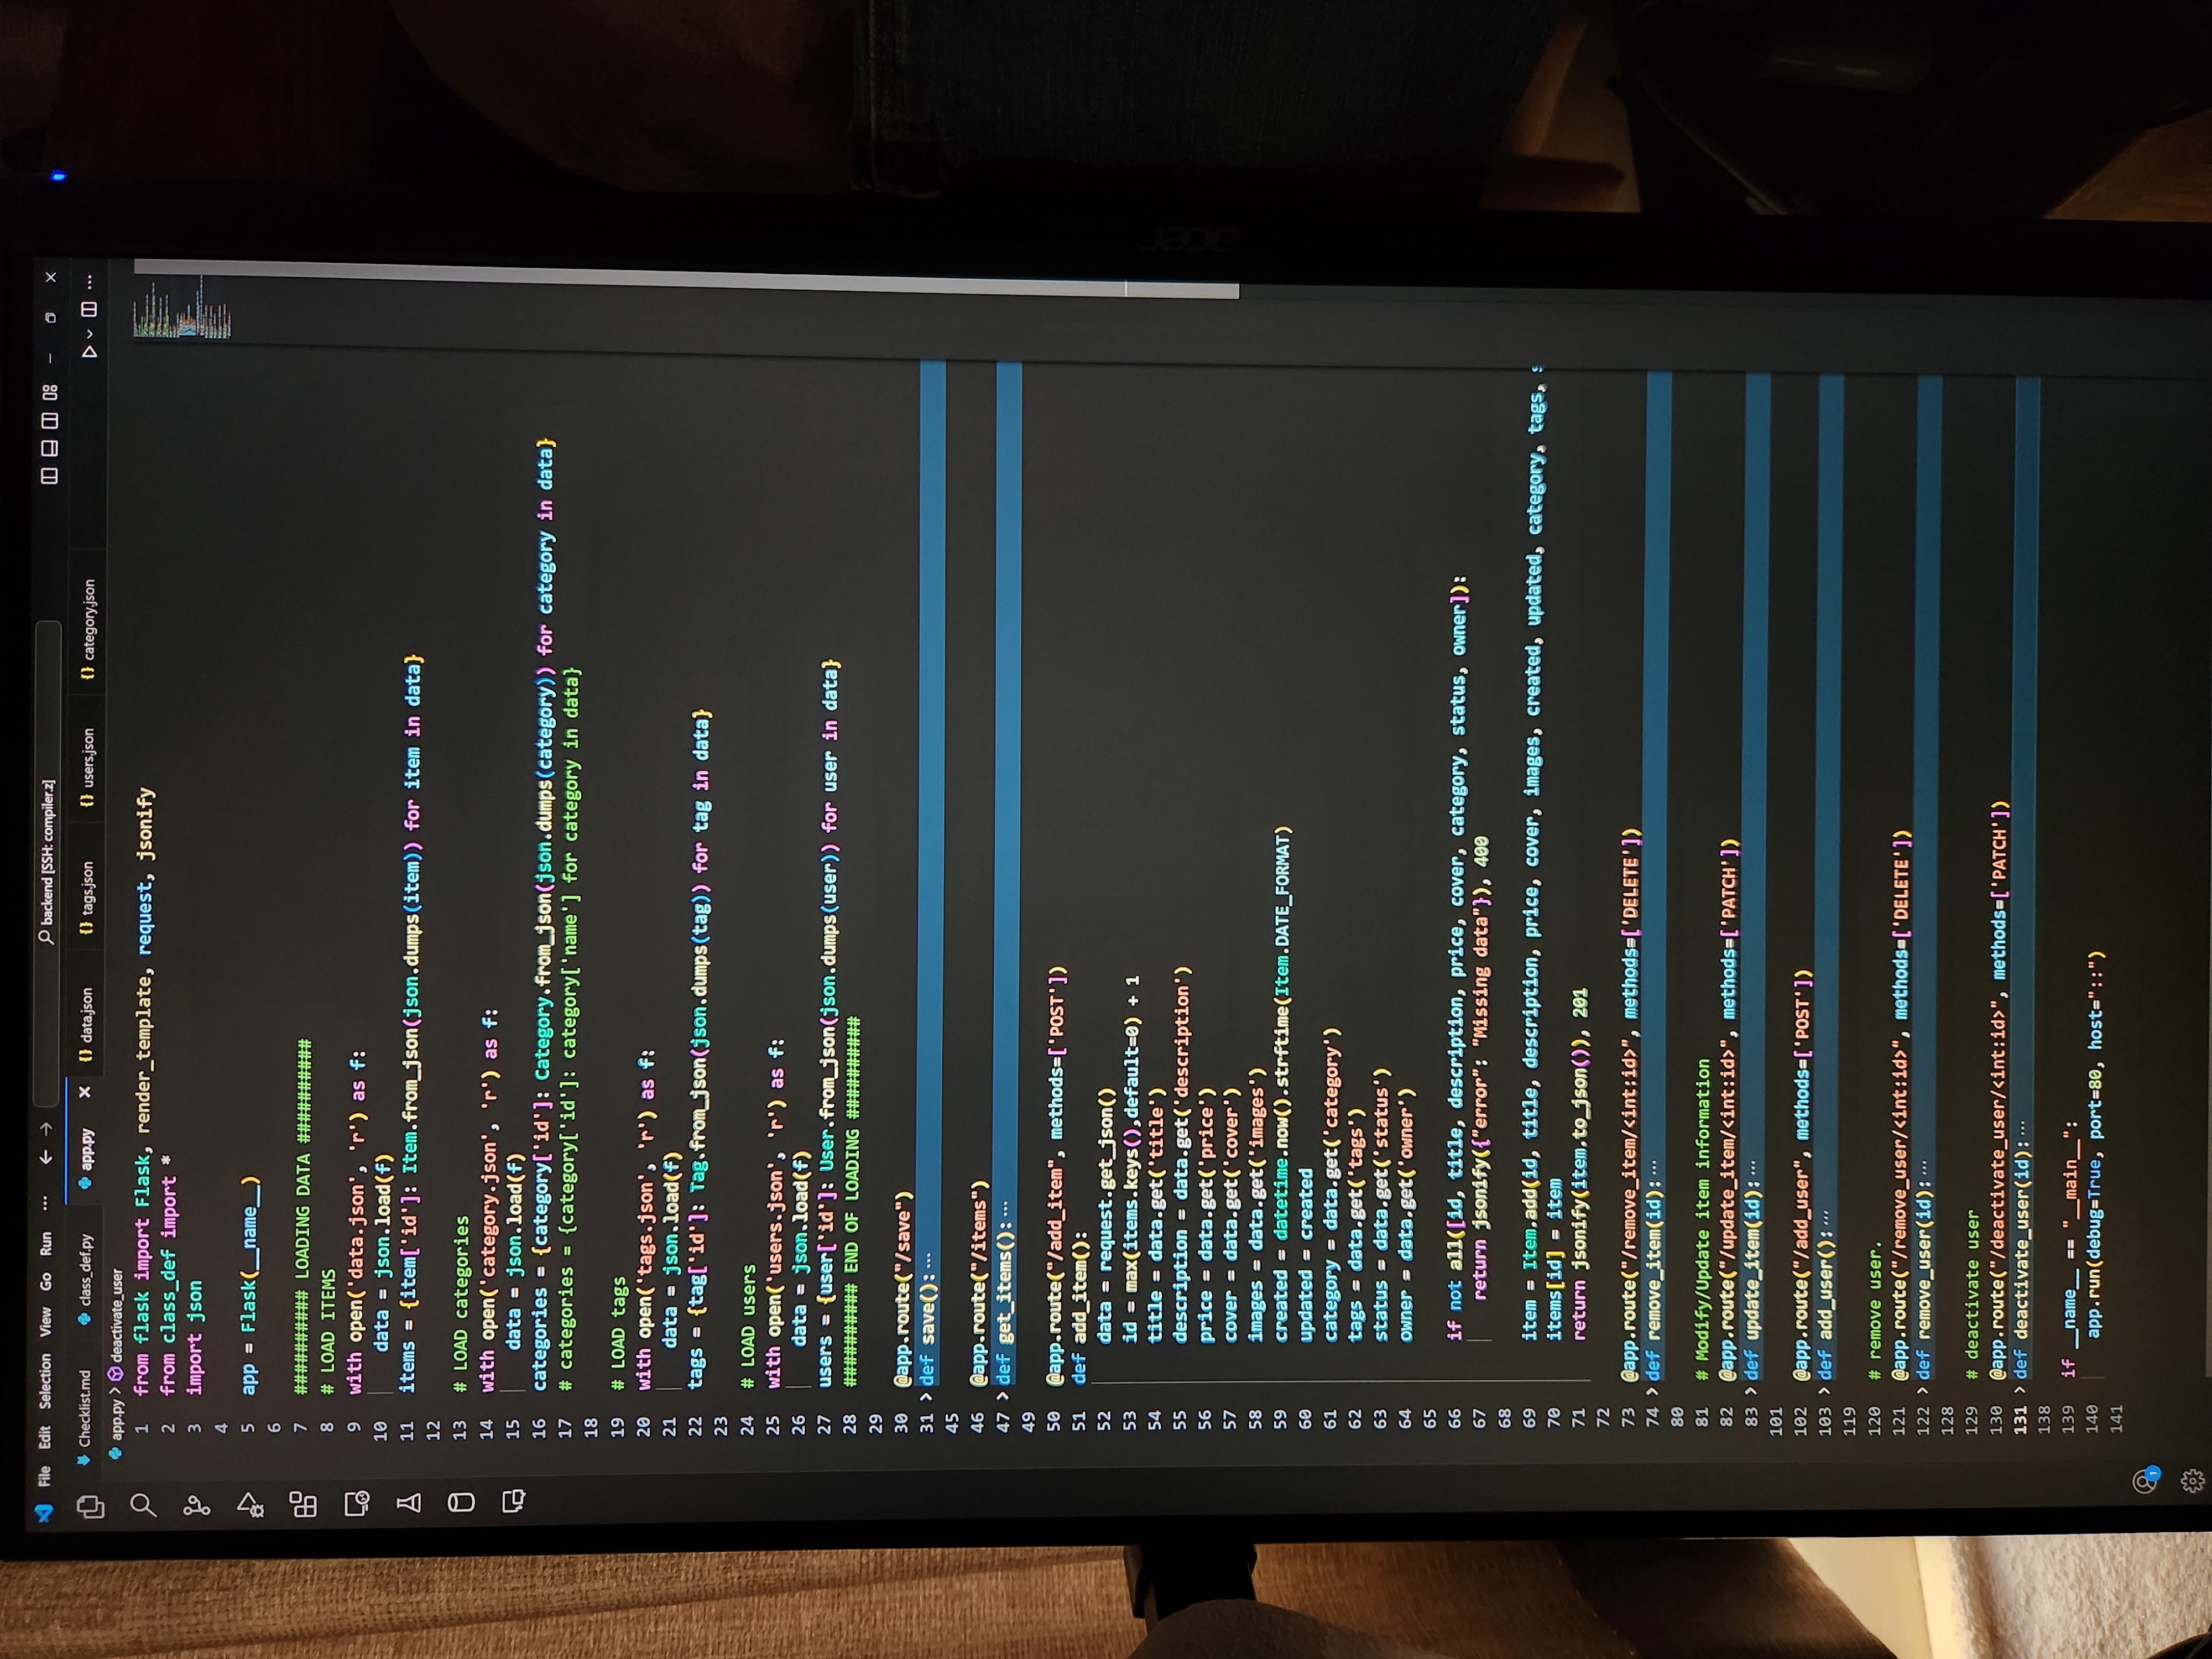 File Edit Selection View Go Run ··· ← → backend [SSH: compiler.z]
Checklist.md class_def.py app.py × {} data.json {} tags.json {} users.json {} category.json
app.py > deactivate_user
1 from flask import Flask, render_template, request, jsonify
2 from class_def import *
3 import json
4
5 app = Flask(__name__)
6
7 ########## LOADING DATA ##########
8 # LOAD ITEMS
9 with open('data.json', 'r') as f:
10     data = json.load(f)
11 items = {item['id']: Item.from_json(json.dumps(item)) for item in data}
12
13 # LOAD categories
14 with open('category.json', 'r') as f:
15     data = json.load(f)
16 categories = {category['id']: Category.from_json(json.dumps(category)) for category in data}
17 # categories = {category['id']: category['name'] for category in data}
18
19 # LOAD tags
20 with open('tags.json', 'r') as f:
21     data = json.load(f)
22 tags = {tag['id']: Tag.from_json(json.dumps(tag)) for tag in data}
23
24 # LOAD users
25 with open('users.json', 'r') as f:
26     data = json.load(f)
27 users = {user['id']: User.from_json(json.dumps(user)) for user in data}
28 ########## END OF LOADING ##########
29
30 @app.route("/save")
31 > def save():···
45
46 @app.route("/items")
47 > def get_items():···
49
50 @app.route("/add_item", methods=['POST'])
51 def add_item():
52     data = request.get_json()
53     id = max(items.keys(),default=0) + 1
54     title = data.get('title')
55     description = data.get('description')
56     price = data.get('price')
57     cover = data.get('cover')
58     images = data.get('images')
59     created = datetime.now().strftime(Item.DATE_FORMAT)
60     updated = created
61     category = data.get('category')
62     tags = data.get('tags')
63     status = data.get('status')
64     owner = data.get('owner')
65
66     if not all([id, title, description, price, cover, category, status, owner]):
67         return jsonify({"error": "Missing data"}), 400
68
69     item = Item.add(id, title, description, price, cover, images, created, updated, category, tags, s
70     items[id] = item
71     return jsonify(item.to_json()), 201
72
73 @app.route("/remove_item/<int:id>", methods=['DELETE'])
74 > def remove_item(id):···
80
81 # Modify/Update item information
82 @app.route("/update_item/<int:id>", methods=['PATCH'])
83 > def update_item(id):···
101
102 @app.route("/add_user", methods=['POST'])
103 > def add_user():···
119
120 # remove user.
121 @app.route("/remove_user/<int:id>", methods=['DELETE'])
122 > def remove_user(id):···
128
129 # deactivate user
130 @app.route("/deactivate_user/<int:id>", methods=['PATCH'])
131 > def deactivate_user(id):···
138
139 if __name__ == "__main__":
140     app.run(debug=True, port=80, host="::")
141
1
acer